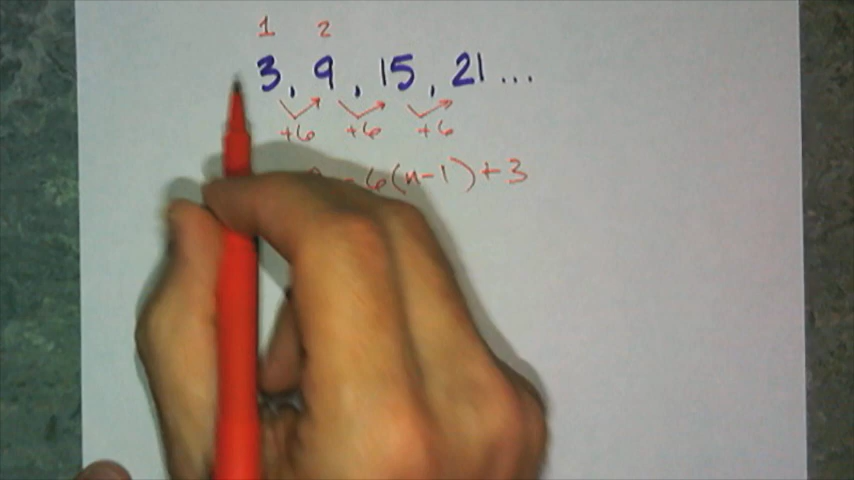 1 2
3, 9, 15, 21...
+6 +6 +6
6(n-1)+3